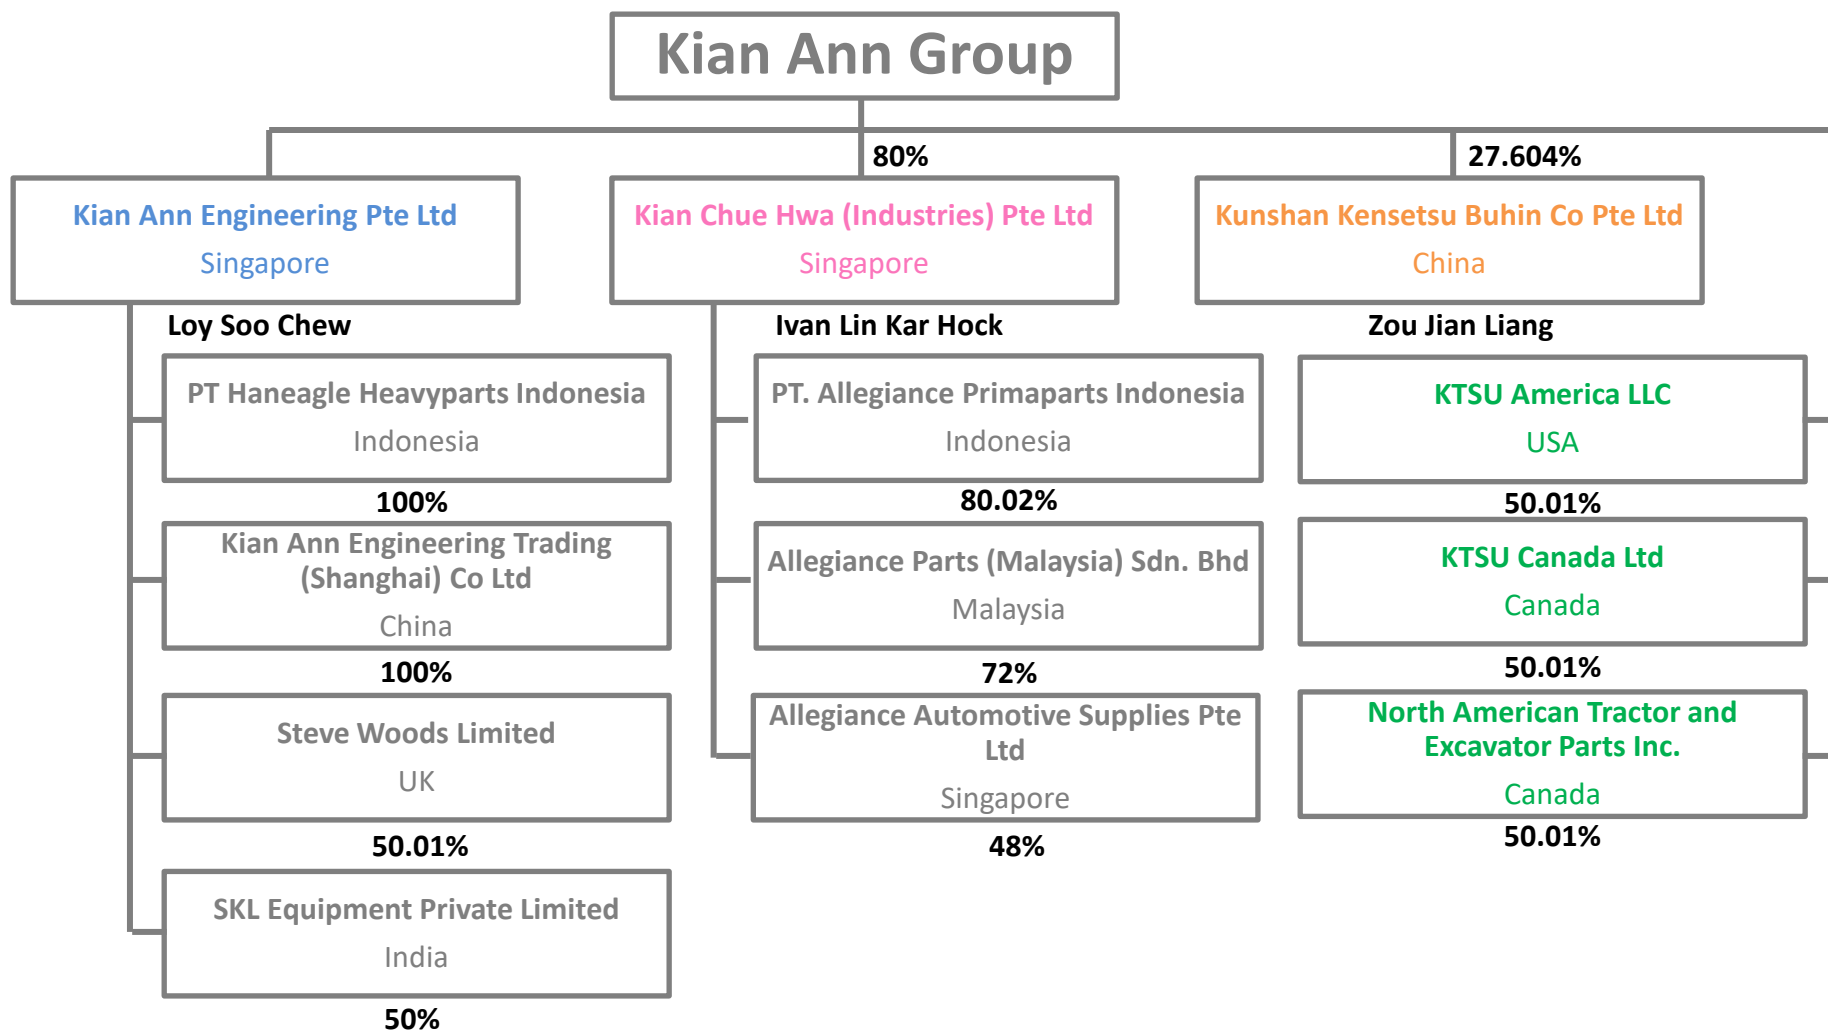 Kian Ann Group
80%
27.604%
Kian Ann Engineering Pte Ltd
Singapore
Kian Chue Hwa (Industries) Pte Ltd
Singapore
Kunshan Kensetsu Buhin Co Pte Ltd
China
Loy Soo Chew
Ivan Lin Kar Hock
Zou Jian Liang
PT Haneagle Heavyparts Indonesia
Indonesia
100%
Kian Ann Engineering Trading
(Shanghai) Co Ltd
China
100%
Steve Woods Limited
UK
50.01%
SKL Equipment Private Limited
India
50%
PT. Allegiance Primaparts Indonesia
Indonesia
80.02%
Allegiance Parts (Malaysia) Sdn. Bhd
Malaysia
72%
Allegiance Automotive Supplies Pte
Ltd
Singapore
48%
KTSU America LLC
USA
50.01%
KTSU Canada Ltd
Canada
50.01%
North American Tractor and
Excavator Parts Inc.
Canada
50.01%